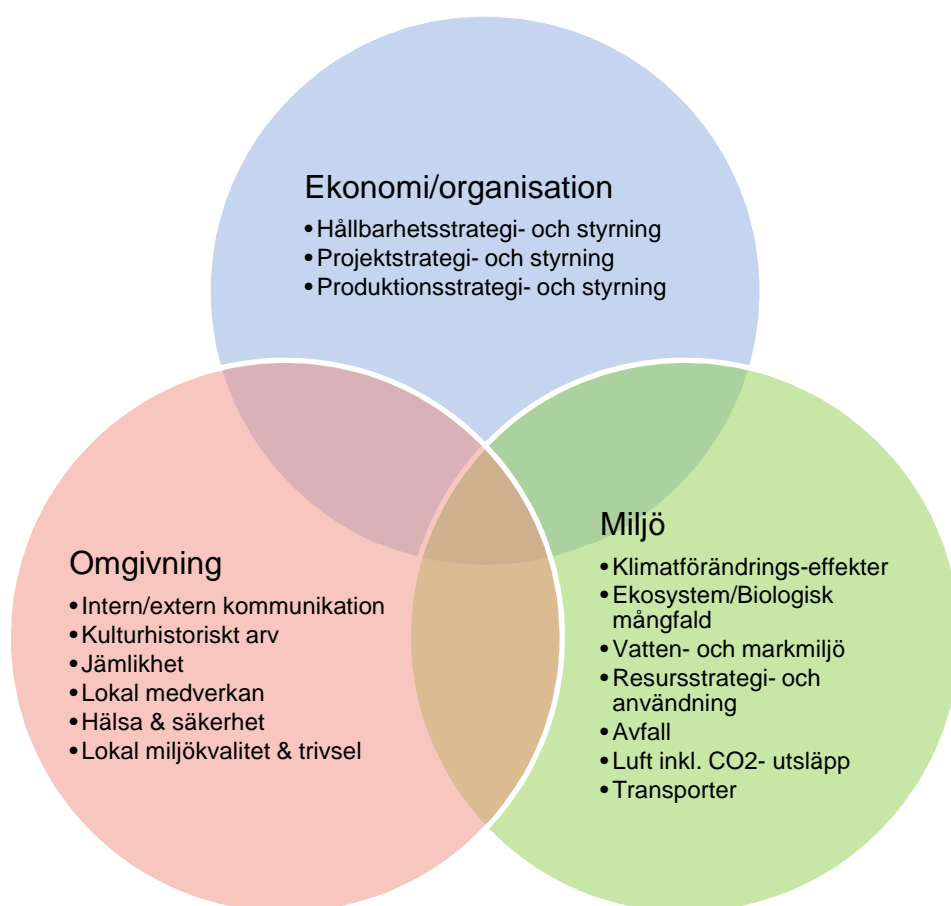 Ekonomi/organisation
•Hållbarhetsstrategi- och styrning
•Projektstrategi- och styrning
•Produktionsstrategi- och styrning
Omgivning
•Intern/extern kommunikation
•Kulturhistoriskt arv
•Jämlikhet
•Lokal medverkan
•Hälsa & säkerhet
•Lokal miljökvalitet & trivsel
Miljö
•Klimatförändrings-effekter
•Ekosystem/Biologisk
mångfald
•Vatten- och markmiljö
•Resursstrategi- och
användning
•Avfall
•Luft inkl. CO2- utsläpp
•Transporter